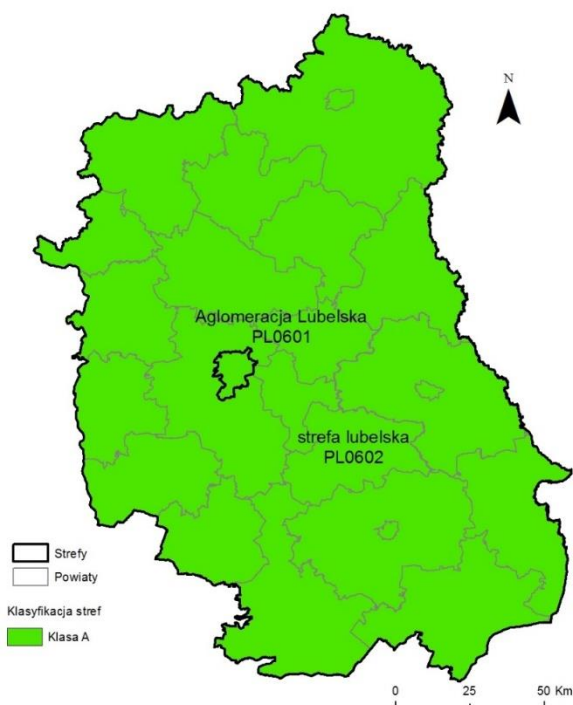 N
Aglomeracja Lubelska
PL0601
strefa lubelska
PL0602
Strefy
Powiaty
Klasyfikacja stref
Klasa A
0 25 50 Km